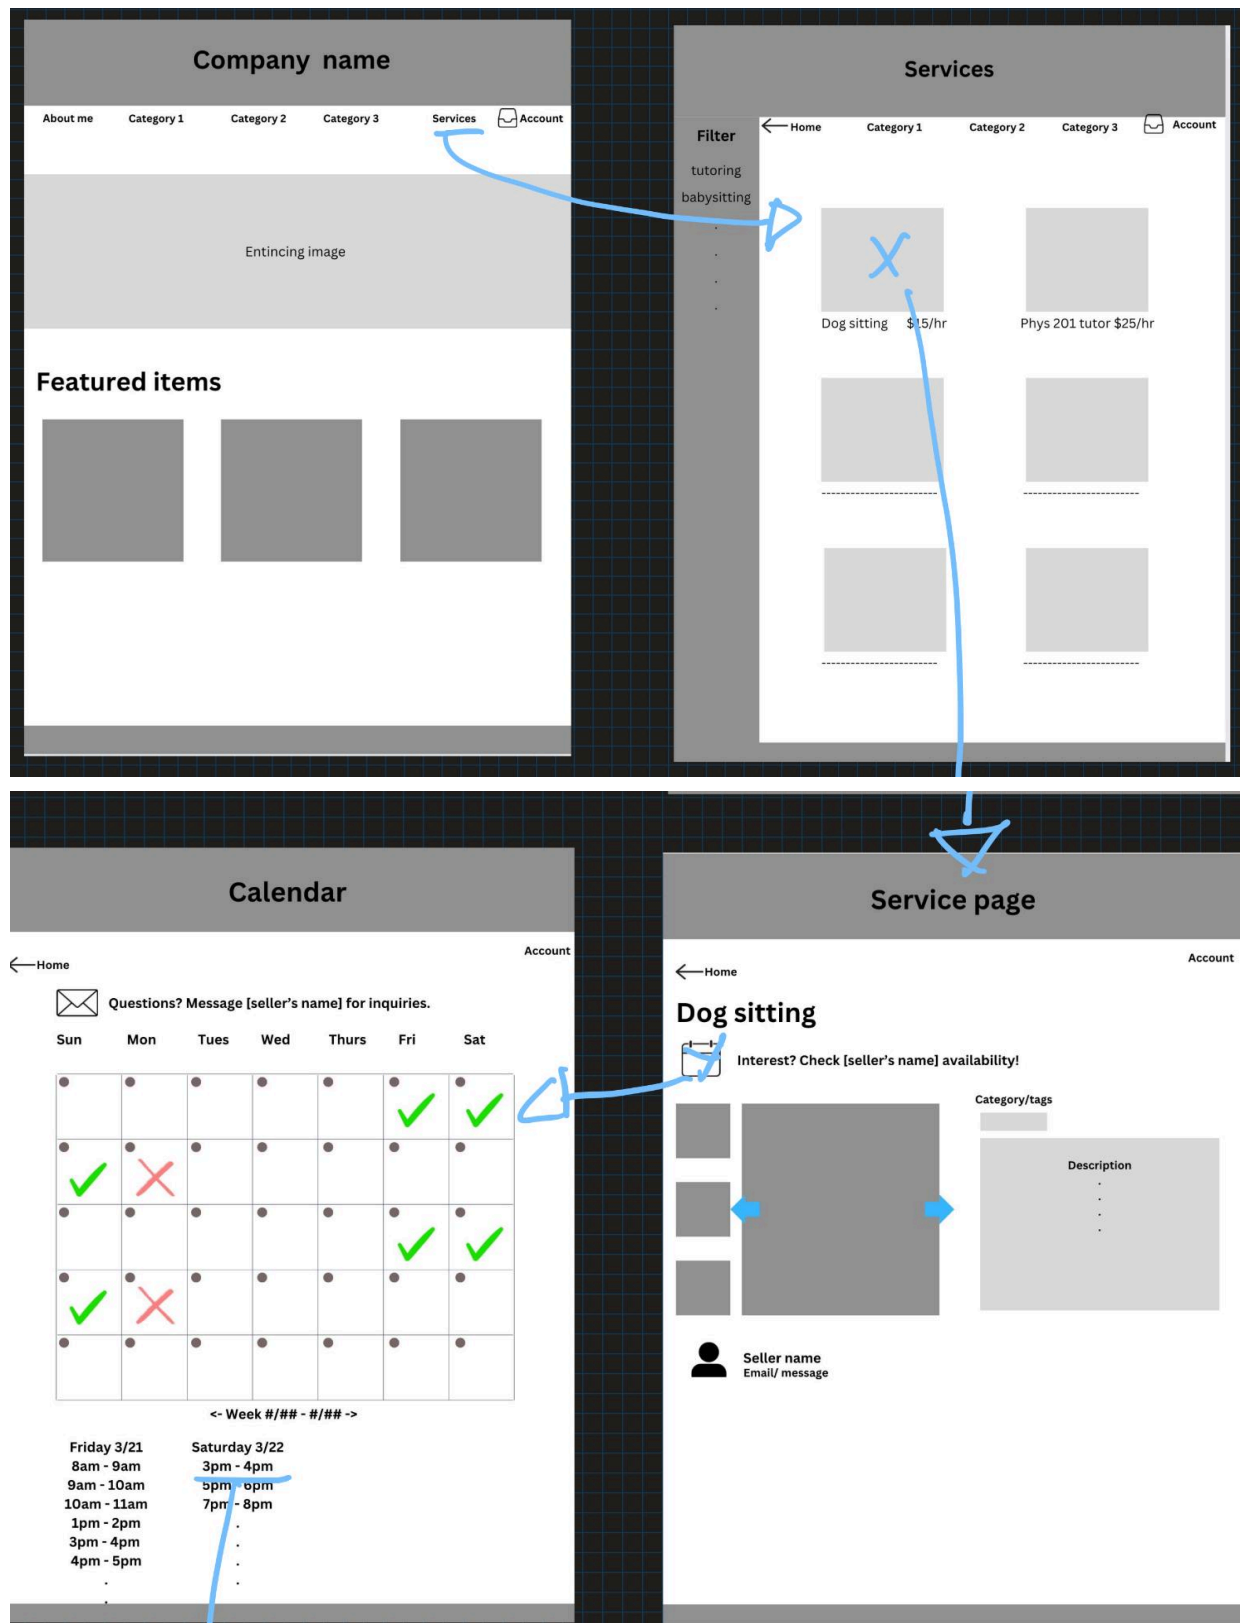 Company name
About me Category 1 Category 2 Category 3 Services Account
Entincing image
Featured items
Services
Filter
tutoring
babysitting
.
.
.
.
Home Category 1 Category 2 Category 3 Account
Dog sitting $15/hr
Phys 201 tutor $25/hr
-----------------------
-----------------------
-----------------------
-----------------------
Calendar
Account
Home
Questions? Message [seller's name] for inquiries.
Sun Mon Tues Wed Thurs Fri Sat
<- Week #/## - #/## ->
Friday 3/21
8am - 9am
9am - 10am
10am - 11am
1pm - 2pm
3pm - 4pm
4pm - 5pm
.
.
Saturday 3/22
3pm - 4pm
5pm - 6pm
7pm - 8pm
.
.
.
.
Service page
Account
Home
Dog sitting
Interest? Check [seller's name] availability!
Category/tags
Description
.
.
.
.
Seller name
Email/ message